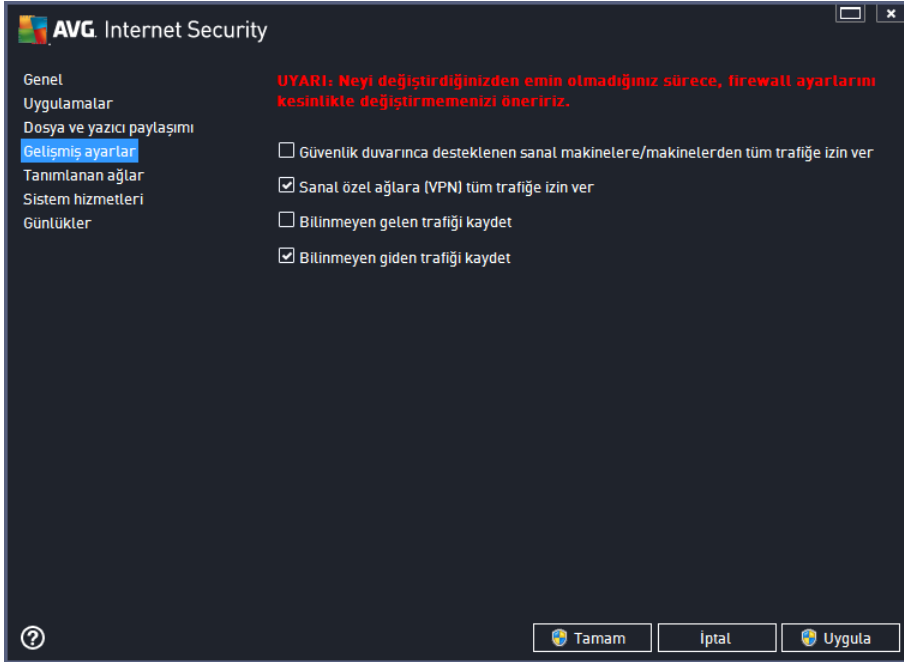 AVG. Internet Security
Genel
Uygulamalar
Dosya ve yazıcı paylaşımı
Gelişmiş ayarlar
Tanımlanan ağlar
Sistem hizmetleri
Günlükler
UYARI: Neyi değiştirdiğinizden emin olmadığınız sürece, firewall ayarlarını
kesinlikle değiştirmemenizi öneririz.
Güvenlik duvarınca desteklenen sanal makinelere/makinelerden tüm trafiğe izin ver
Sanal özel ağlara (VPN) tüm trafiğe izin ver
Bilinmeyen gelen trafiği kaydet
Bilinmeyen giden trafiği kaydet
Tamam
İptal
Uygula